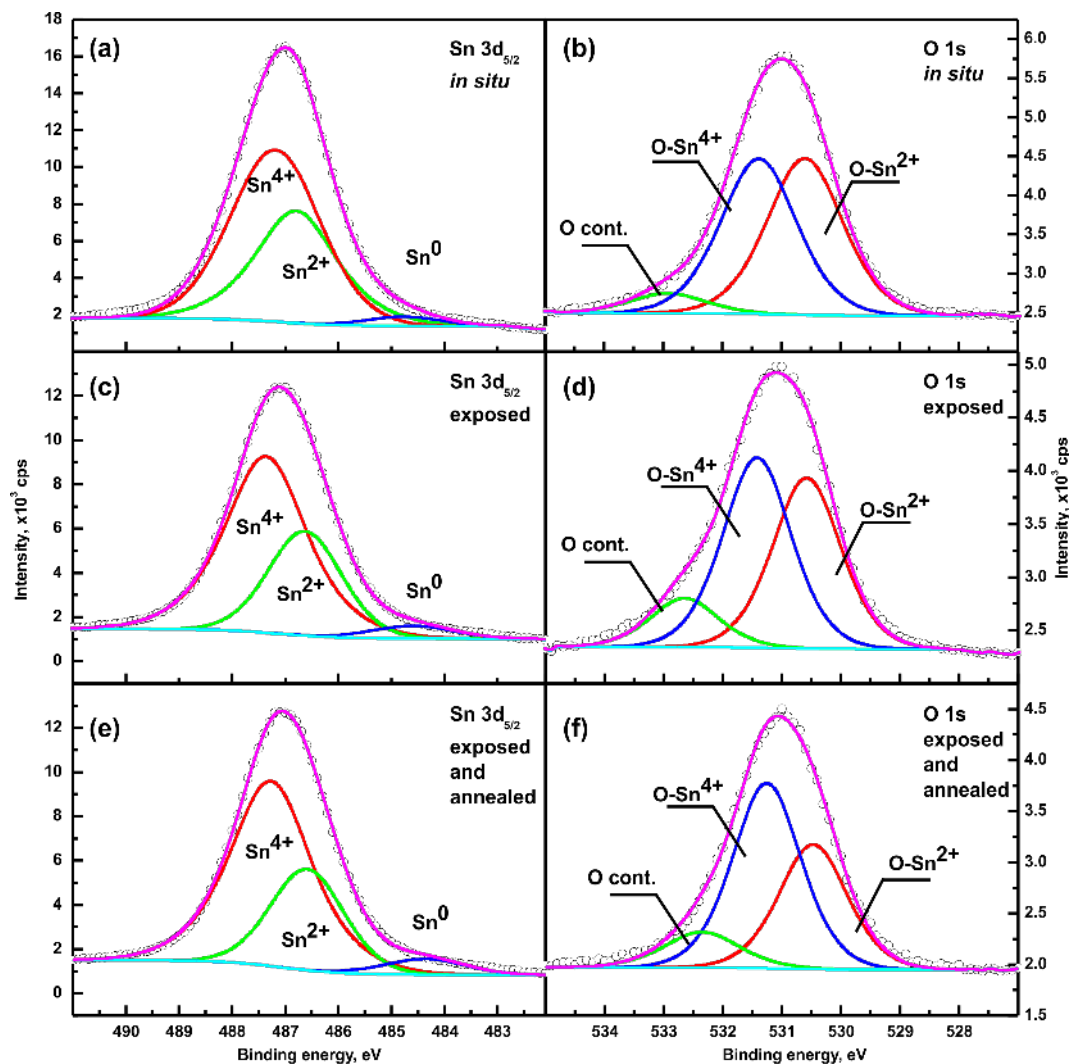 (a)
Sn 3d5/2
in situ
Sn4+
Sn2+
Sn0
18
16
14
12
10
8
6
4
2
(b)
O 1s
in situ
O-Sn4+
O-Sn2+
O cont.
6.0
5.5
5.0
4.5
4.0
3.5
3.0
2.5
(c)
Sn 3d5/2
exposed
Sn4+
Sn2+
Sn0
12
10
8
6
4
2
0
(d)
O 1s
exposed
O-Sn4+
O-Sn2+
O cont.
5.0
4.5
4.0
3.5
3.0
2.5
(e)
Sn 3d5/2
exposed
and
annealed
Sn4+
Sn2+
Sn0
12
10
8
6
4
2
0
(f)
O 1s
exposed
and
annealed
O-Sn4+
O-Sn2+
O cont.
4.5
4.0
3.5
3.0
2.5
2.0
1.5
Intensity, x10³ cps
Intensity, x10³ cps
490 489 488 487 486 485 484 483
534 533 532 531 530 529 528
Binding energy, eV
Binding energy, eV